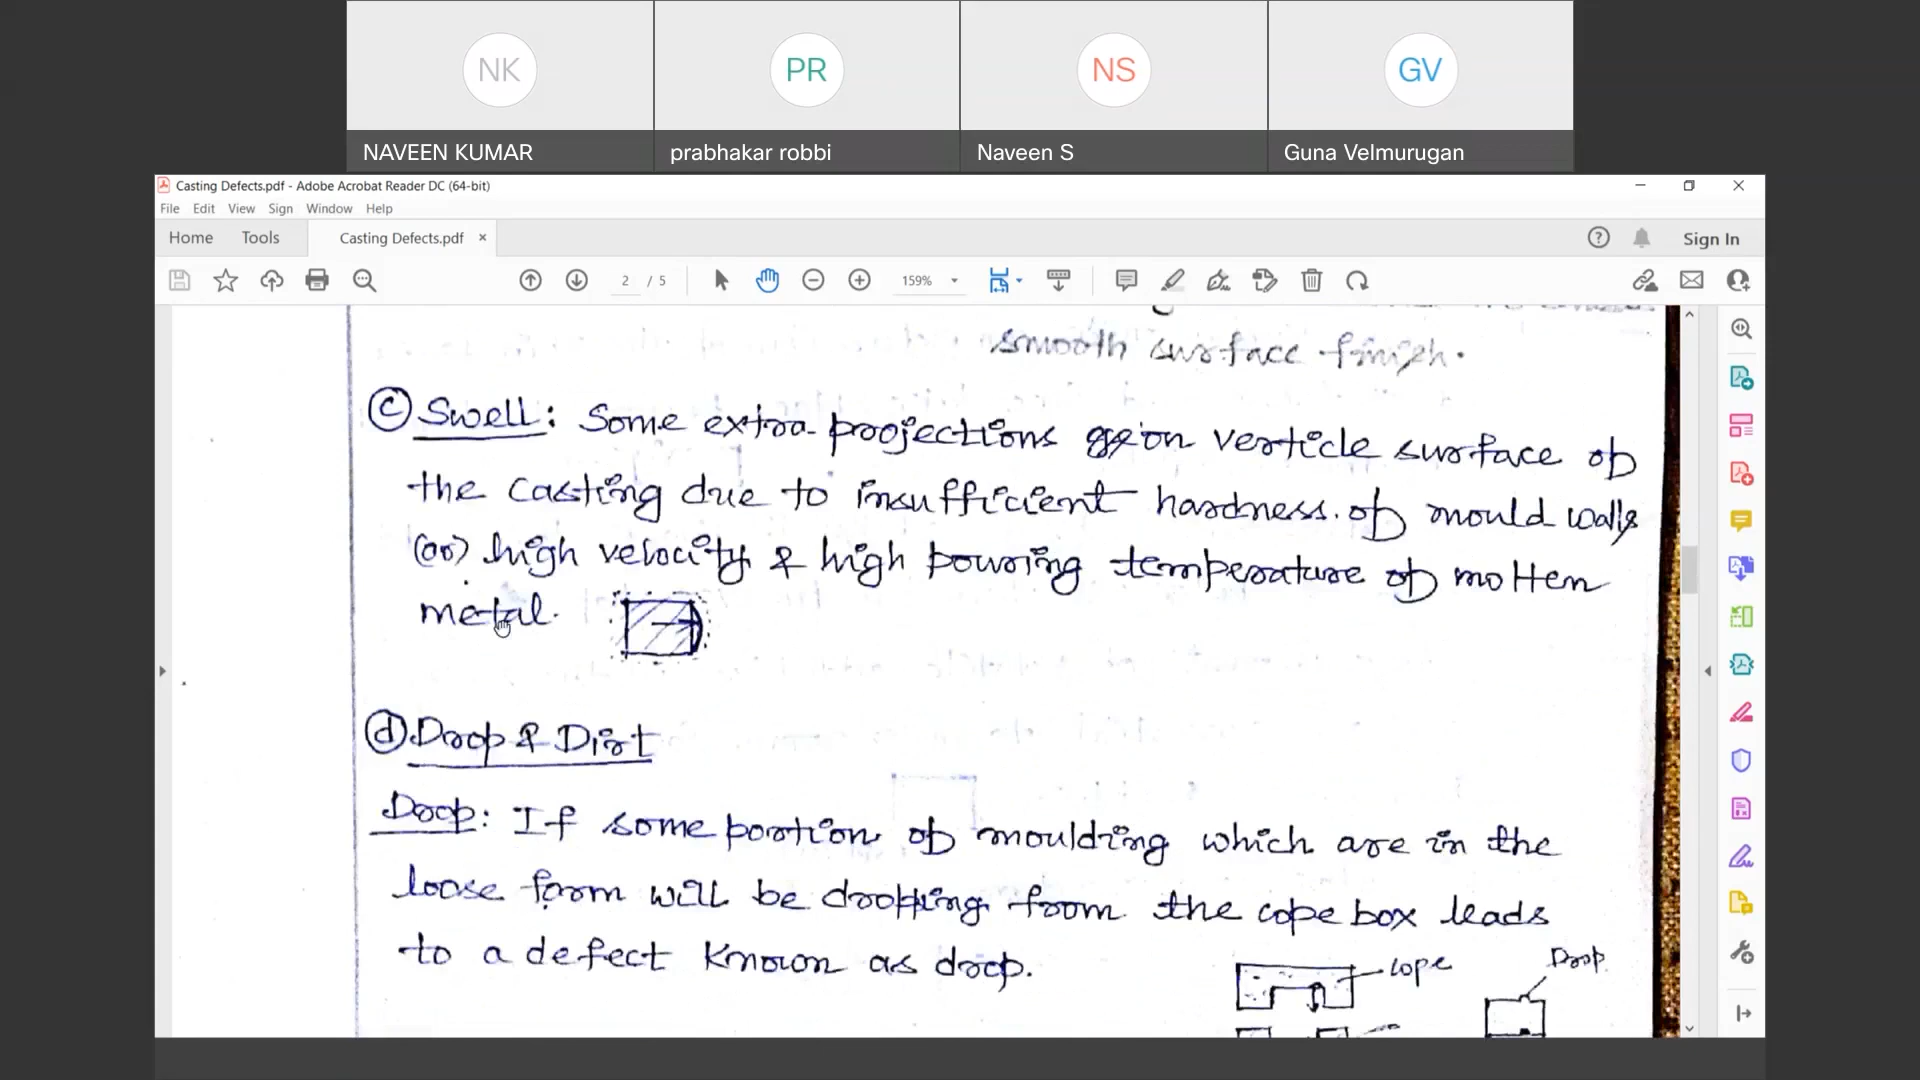 NK
PR
NS
GV
NAVEEN KUMAR
prabhakar robbi
Naveen S
Guna Velmurugan
Casting Defects.pdf - Adobe Acrobat Reader DC (64-bit)
File Edit View Sign Window Help
Home Tools Casting Defects.pdf × Sign In
2 / 5 159%
smooth surface finish.
(c) Swell: Some extra projections on verticle surface of
the casting due to insufficient hardness of mould walls
(or) high velocity & high pouring temperature of molten
metal.
(d) Drop & Dirt
Drop: If some portion of moulding which are in the
loose form will be dropping from the cope box leads
to a defect known as drop.
cope
Drop